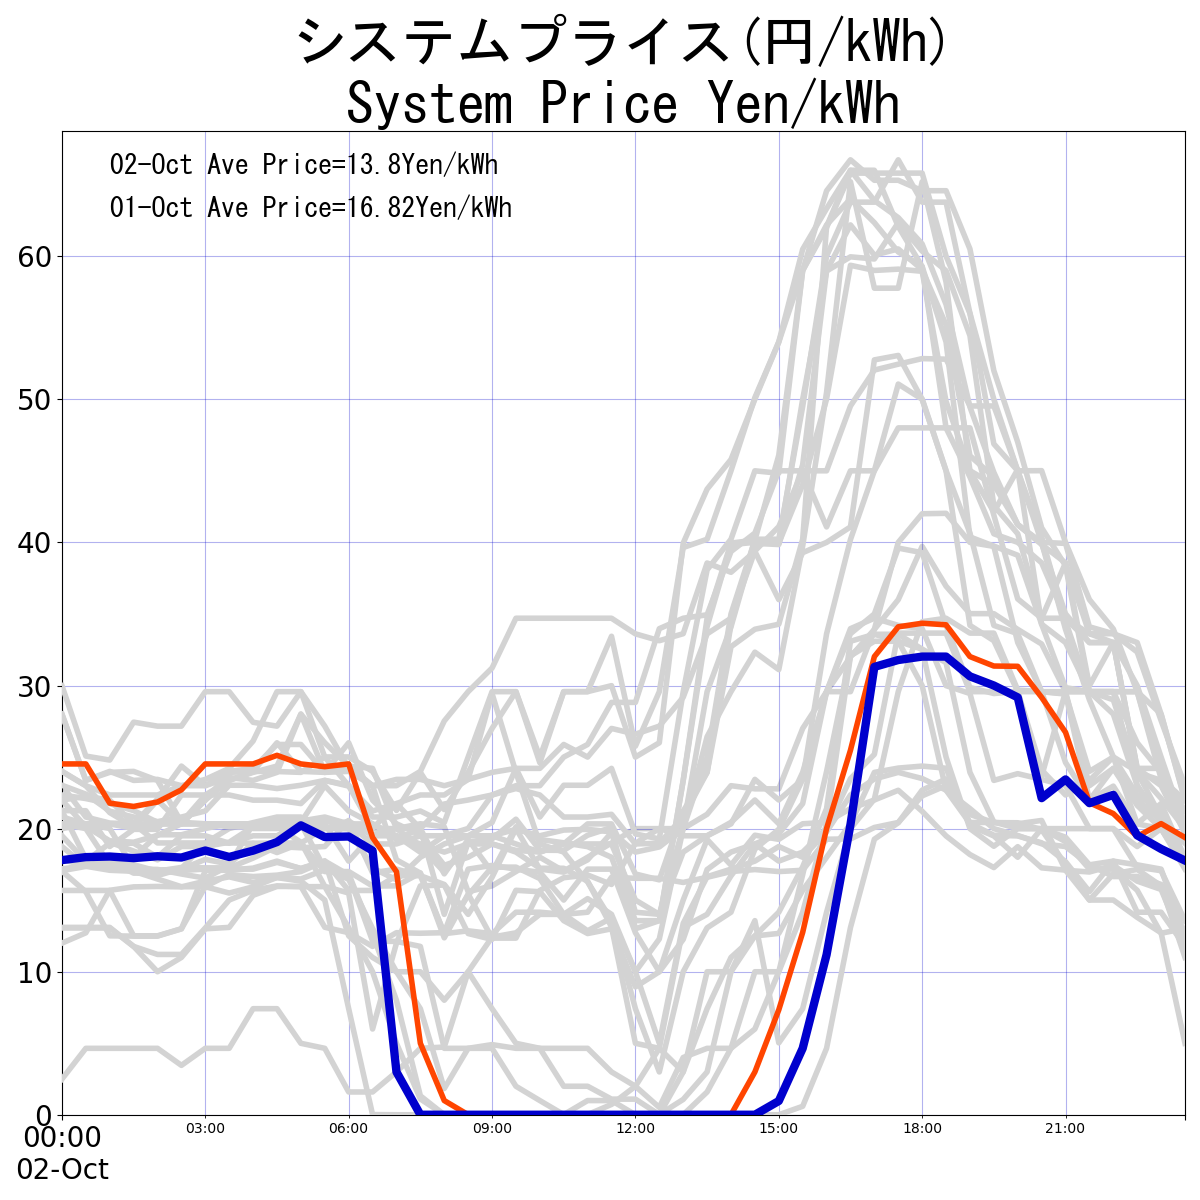 システムプライス(円/kWh)
System Price Yen/kWh
02-Oct Ave Price=13.8Yen/kWh
01-Oct Ave Price=16.82Yen/kWh
60
50
40
30
20
10
0
00:00 03:00 06:00 09:00 12:00 15:00 18:00 21:00
02-Oct